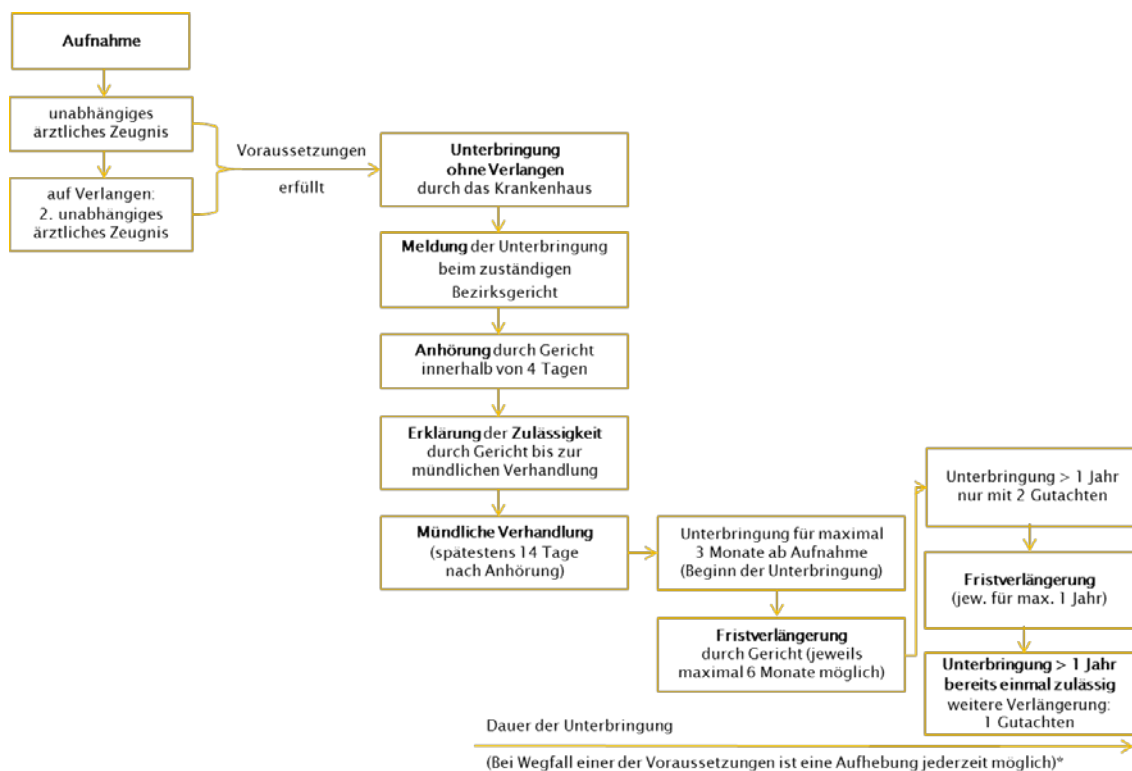 Aufnahme
unabhängiges
ärztliches Zeugnis
auf Verlangen:
2. unabhängiges
ärztliches Zeugnis
Voraussetzungen
erfüllt
Unterbringung
ohne Verlangen
durch das Krankenhaus
Meldung der Unterbringung
beim zuständigen
Bezirksgericht
Anhörung durch Gericht
innerhalb von 4 Tagen
Erklärung der Zulässigkeit
durch Gericht bis zur
mündlichen Verhandlung
Mündliche Verhandlung
(spätestens 14 Tage
nach Anhörung)
Unterbringung für maximal
3 Monate ab Aufnahme
(Beginn der Unterbringung)
Fristverlängerung
durch Gericht (jeweils
maximal 6 Monate möglich)
Unterbringung > 1 Jahr
nur mit 2 Gutachten
Fristverlängerung
(jew. für max. 1 Jahr)
Unterbringung > 1 Jahr
bereits einmal zulässig
weitere Verlängerung:
1 Gutachten
Dauer der Unterbringung
(Bei Wegfall einer der Voraussetzungen ist eine Aufhebung jederzeit möglich)*